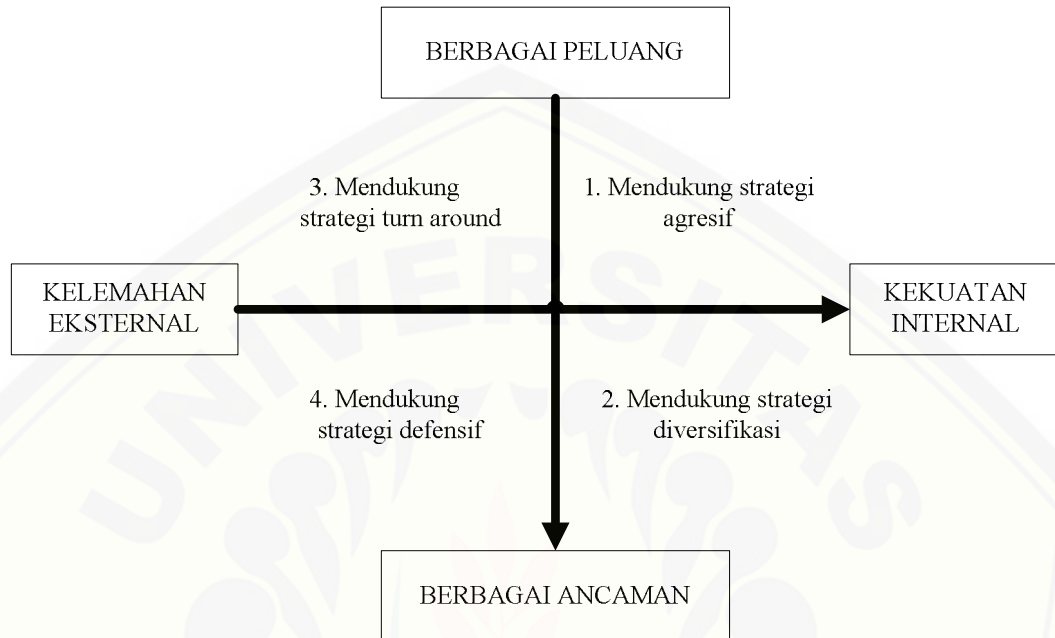 BERBAGAI PELUANG
3. Mendukung
strategi turn around
1. Mendukung strategi
agresif
KELEMAHAN
EKSTERNAL
KEKUATAN
INTERNAL
4. Mendukung
strategi defensif
2. Mendukung strategi
diversifikasi
BERBAGAI ANCAMAN
UNIVERSITAS